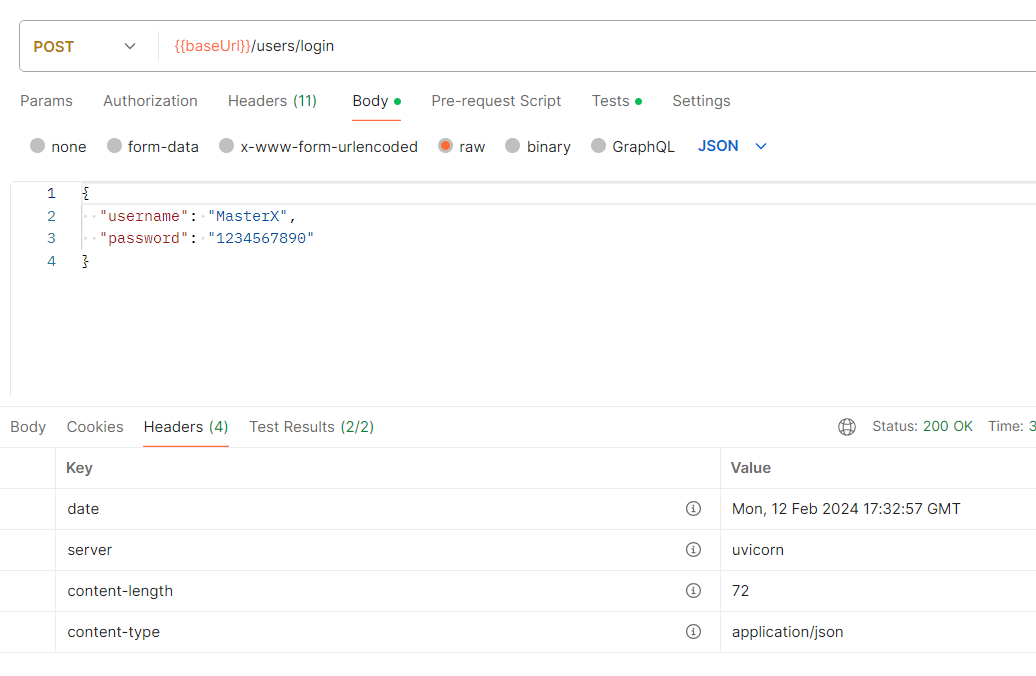 POST {{baseUrl}}/users/login
Params Authorization Headers (11) Body Pre-request Script Tests Settings
none form-data x-www-form-urlencoded raw binary GraphQL JSON
1 {
2 "username": "MasterX",
3 "password": "1234567890"
4 }
Body Cookies Headers (4) Test Results (2/2) Status: 200 OK Time: 3
Key Value
date Mon, 12 Feb 2024 17:32:57 GMT
server uvicorn
content-length 72
content-type application/json